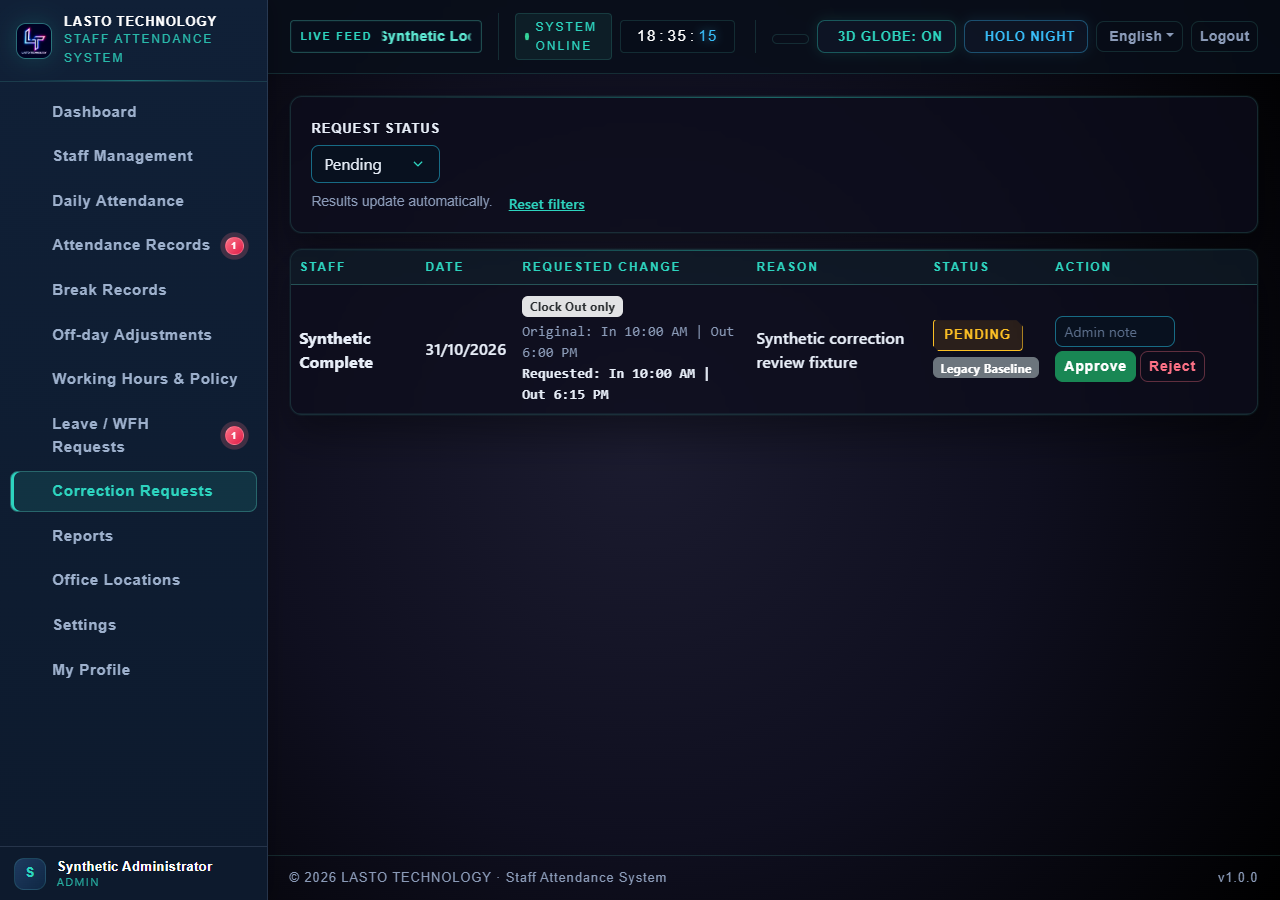 LASTO TECHNOLOGY
STAFF ATTENDANCE
SYSTEM
LIVE FEED
SYSTEM
ONLINE
18:35:15
3D GLOBE: ON
HOLO NIGHT
English
Logout
Dashboard
Staff Management
Daily Attendance
Attendance Records 1
Break Records
Off-day Adjustments
Working Hours & Policy
Leave / WFH
Requests 1
Correction Requests
Reports
Office Locations
Settings
My Profile
S
Synthetic Administrator
ADMIN
REQUEST STATUS
Pending
Results update automatically. Reset filters
STAFF DATE REQUESTED CHANGE REASON STATUS ACTION
Synthetic
Complete
31/10/2026
Clock Out only
Original: In 10:00 AM | Out
6:00 PM
Requested: In 10:00 AM |
Out 6:15 PM
Synthetic correction
review fixture
PENDING
Legacy Baseline
Admin note
Approve Reject
© 2026 LASTO TECHNOLOGY · Staff Attendance System
v1.0.0